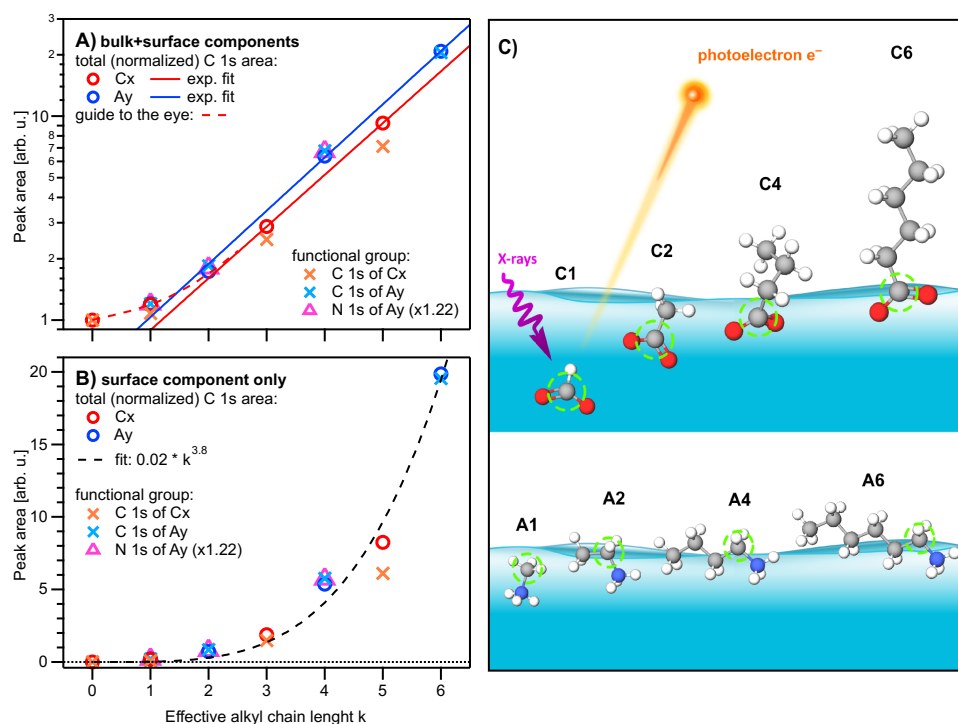 A) bulk+surface components
total (normalized) C 1s area:
Cx — exp. fit
Ay — exp. fit
guide to the eye: - - -
functional group:
C 1s of Cx
C 1s of Ay
N 1s of Ay (x1.22)
Peak area [arb. u.]
3
2
10
8
7
6
5
4
3
2
1
B) surface component only
total (normalized) C 1s area:
Cx
Ay
- - - fit: 0.02 * k^3.8
functional group:
C 1s of Cx
C 1s of Ay
N 1s of Ay (x1.22)
Peak area [arb. u.]
20
15
10
5
0
0 1 2 3 4 5 6
Effective alkyl chain lenght k
C)
photoelectron e⁻
C6
C4
C2
X-rays
C1
A6
A4
A2
A1